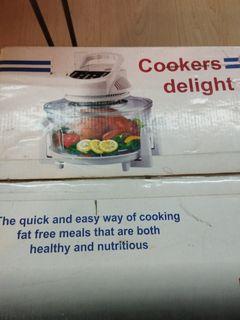 Cookers
delight
The quick and easy way of cooking
fat free meals that are both
healthy and nutritious